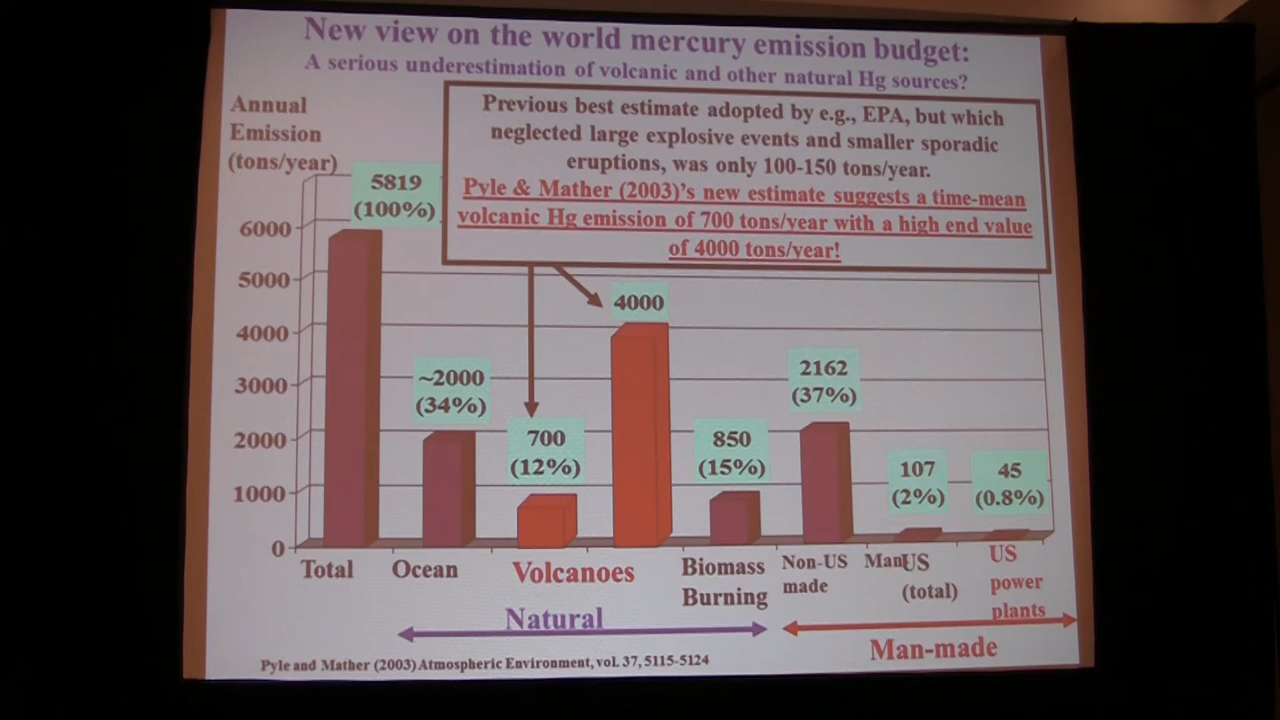 New view on the world mercury emission budget:
A serious underestimation of volcanic and other natural Hg sources?
Annual
Emission
(tons/year)
Previous best estimate adopted by e.g., EPA, but which
neglected large explosive events and smaller sporadic
eruptions, was only 100-150 tons/year.
Pyle & Mather (2003)'s new estimate suggests a time-mean
volcanic Hg emission of 700 tons/year with a high end value
of 4000 tons/year!
5819
(100%)
~2000
(34%)
700
(12%)
4000
850
(15%)
2162
(37%)
107
(2%)
45
(0.8%)
6000
5000
4000
3000
2000
1000
0
Total
Ocean
Volcanoes
Biomass
Burning
Non-US Man
made
US
(total)
US
power
plants
Natural
Man-made
Pyle and Mather (2003) Atmospheric Environment, vol. 37, 5115-5124